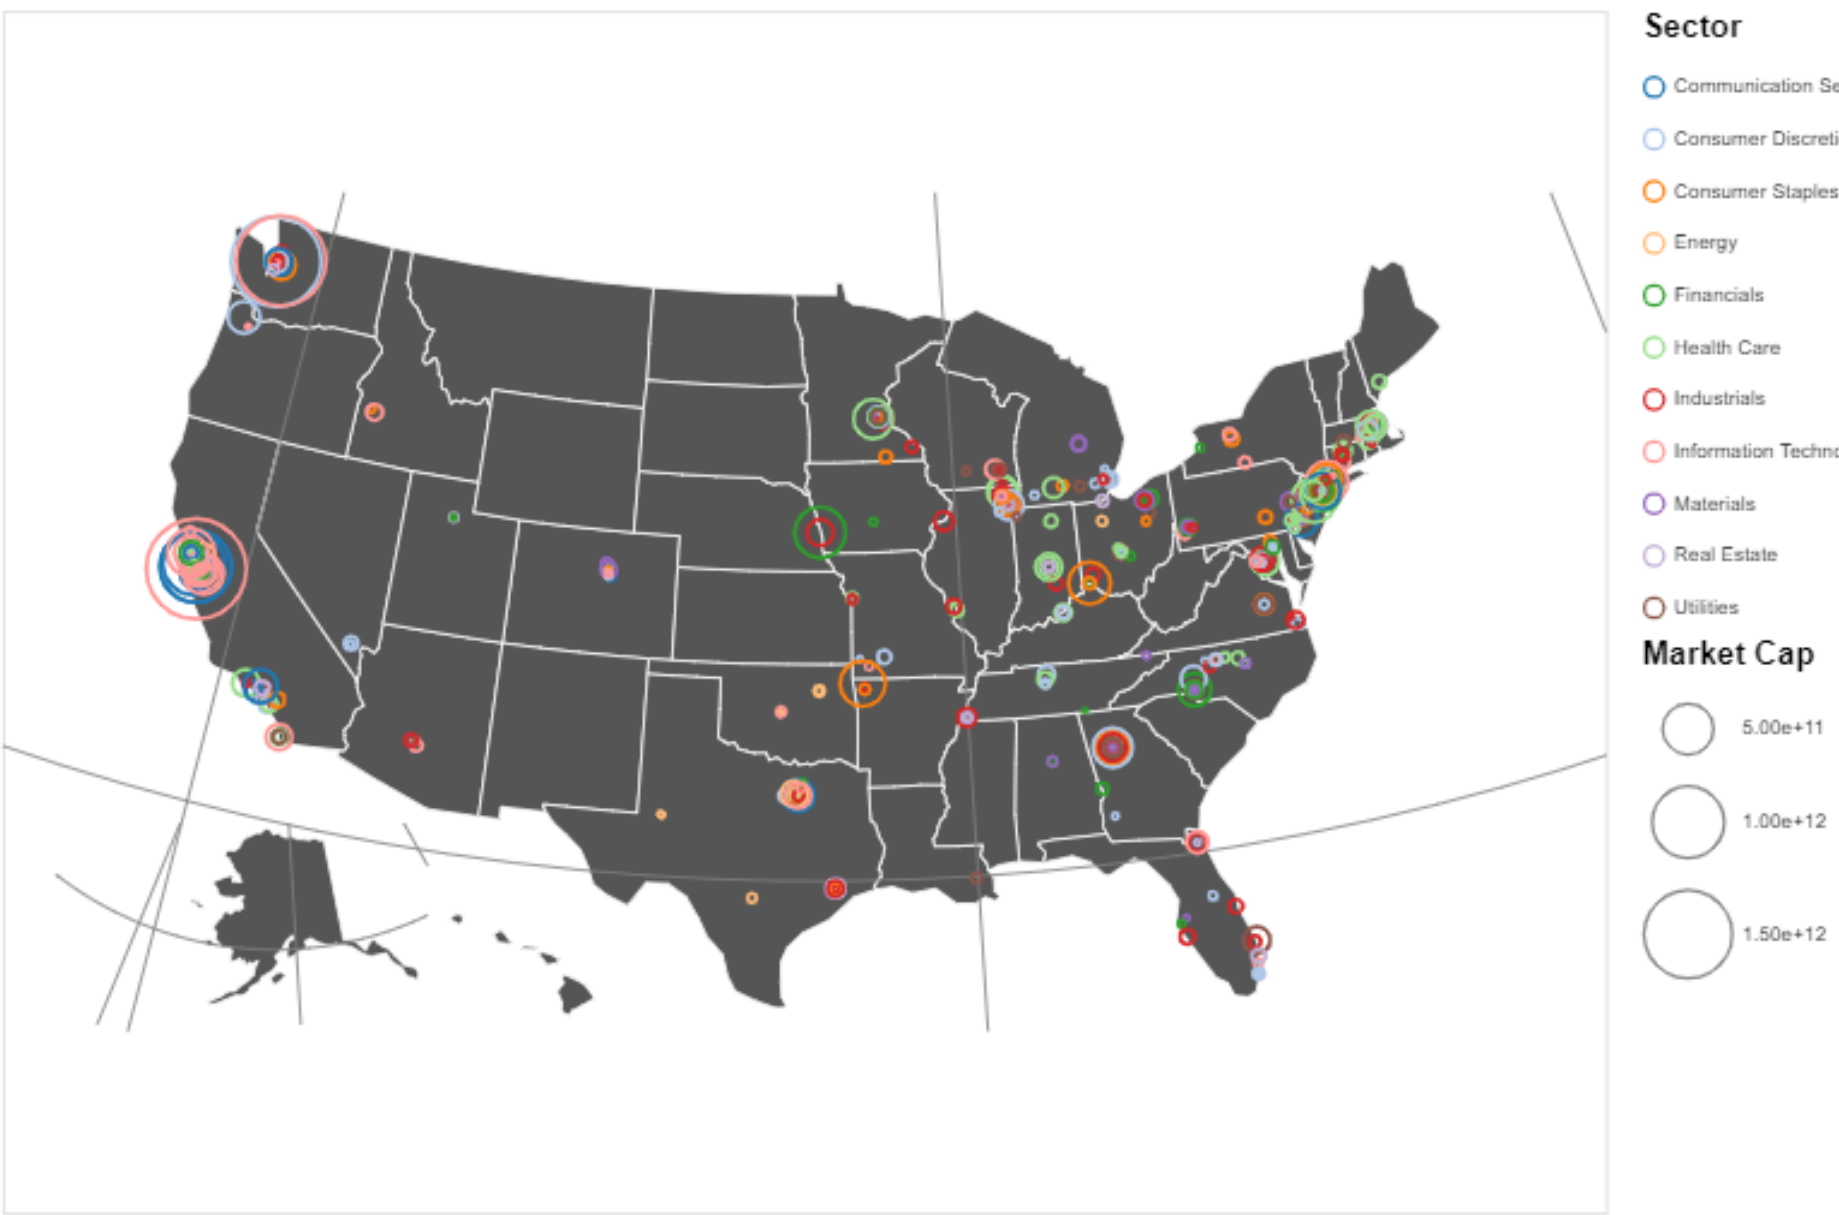 Sector
Communication Se
Consumer Discreti
Consumer Staples
Energy
Financials
Health Care
Industrials
Information Techno
Materials
Real Estate
Utilities
Market Cap
5.00e+11
1.00e+12
1.50e+12